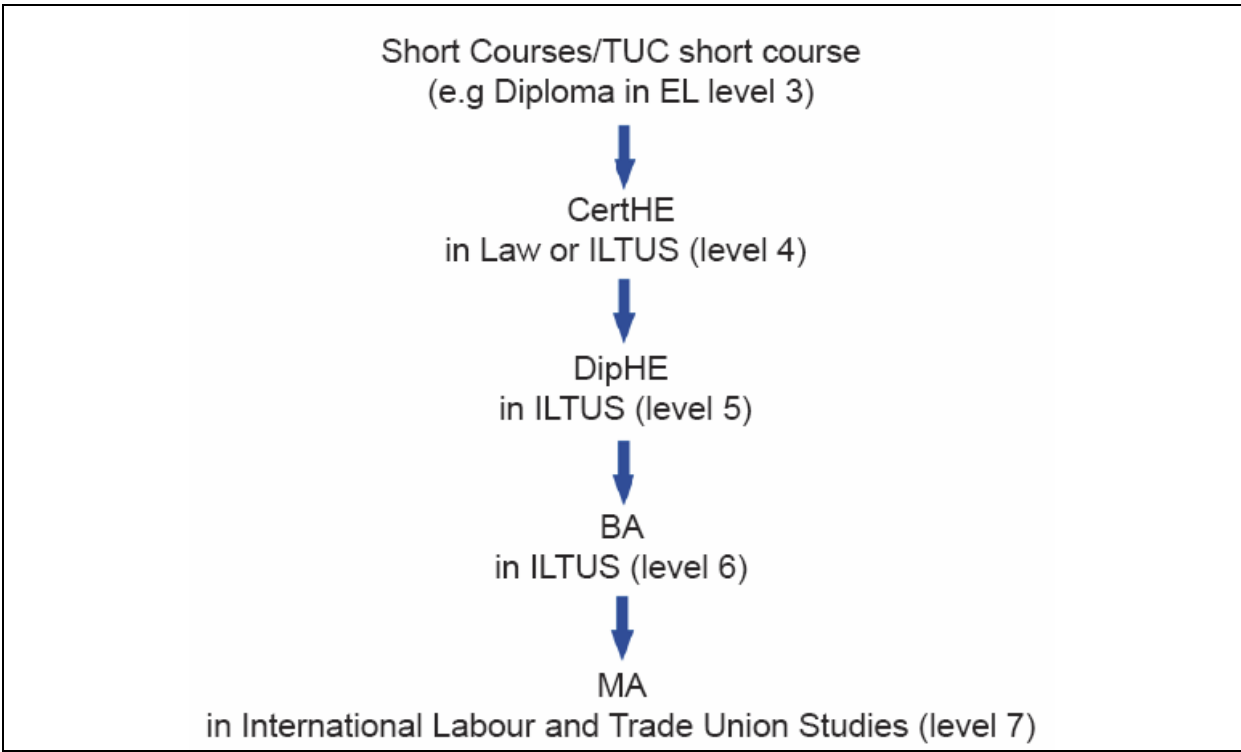 Short Courses/TUC short course
(e.g Diploma in EL level 3)
CertHE
in Law or ILTUS (level 4)
DipHE
in ILTUS (level 5)
BA
in ILTUS (level 6)
MA
in International Labour and Trade Union Studies (level 7)